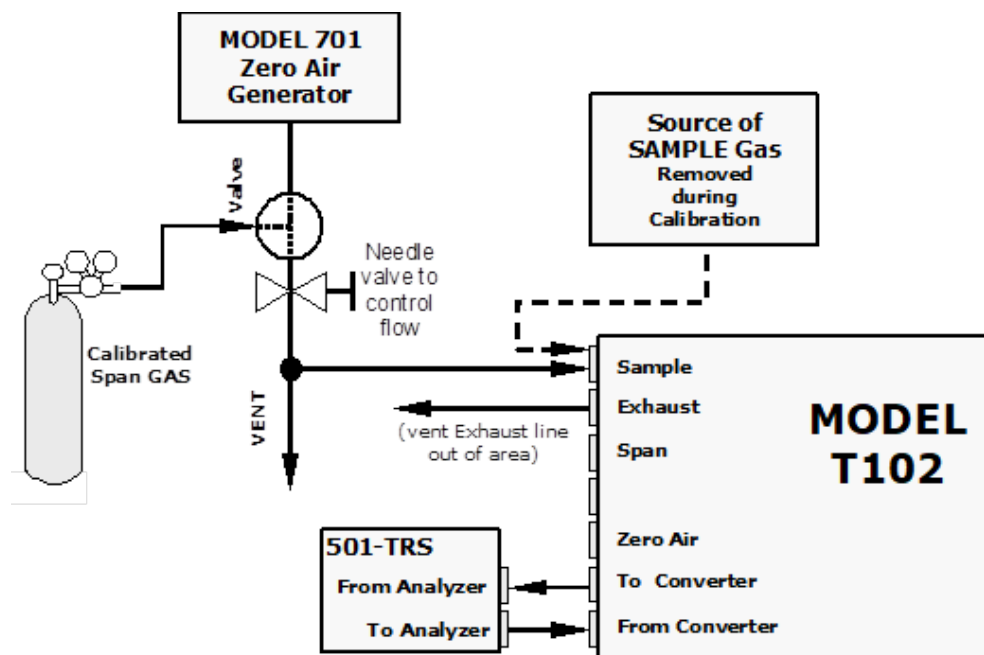 MODEL 701
Zero Air
Generator
Source of
SAMPLE Gas
Removed
during
Calibration
Valve
Needle
valve to
control
flow
Calibrated
Span GAS
VENT
Sample
Exhaust
(vent Exhaust line
out of area)
Span
MODEL
T102
Zero Air
501-TRS
From Analyzer
To Converter
To Analyzer
From Converter